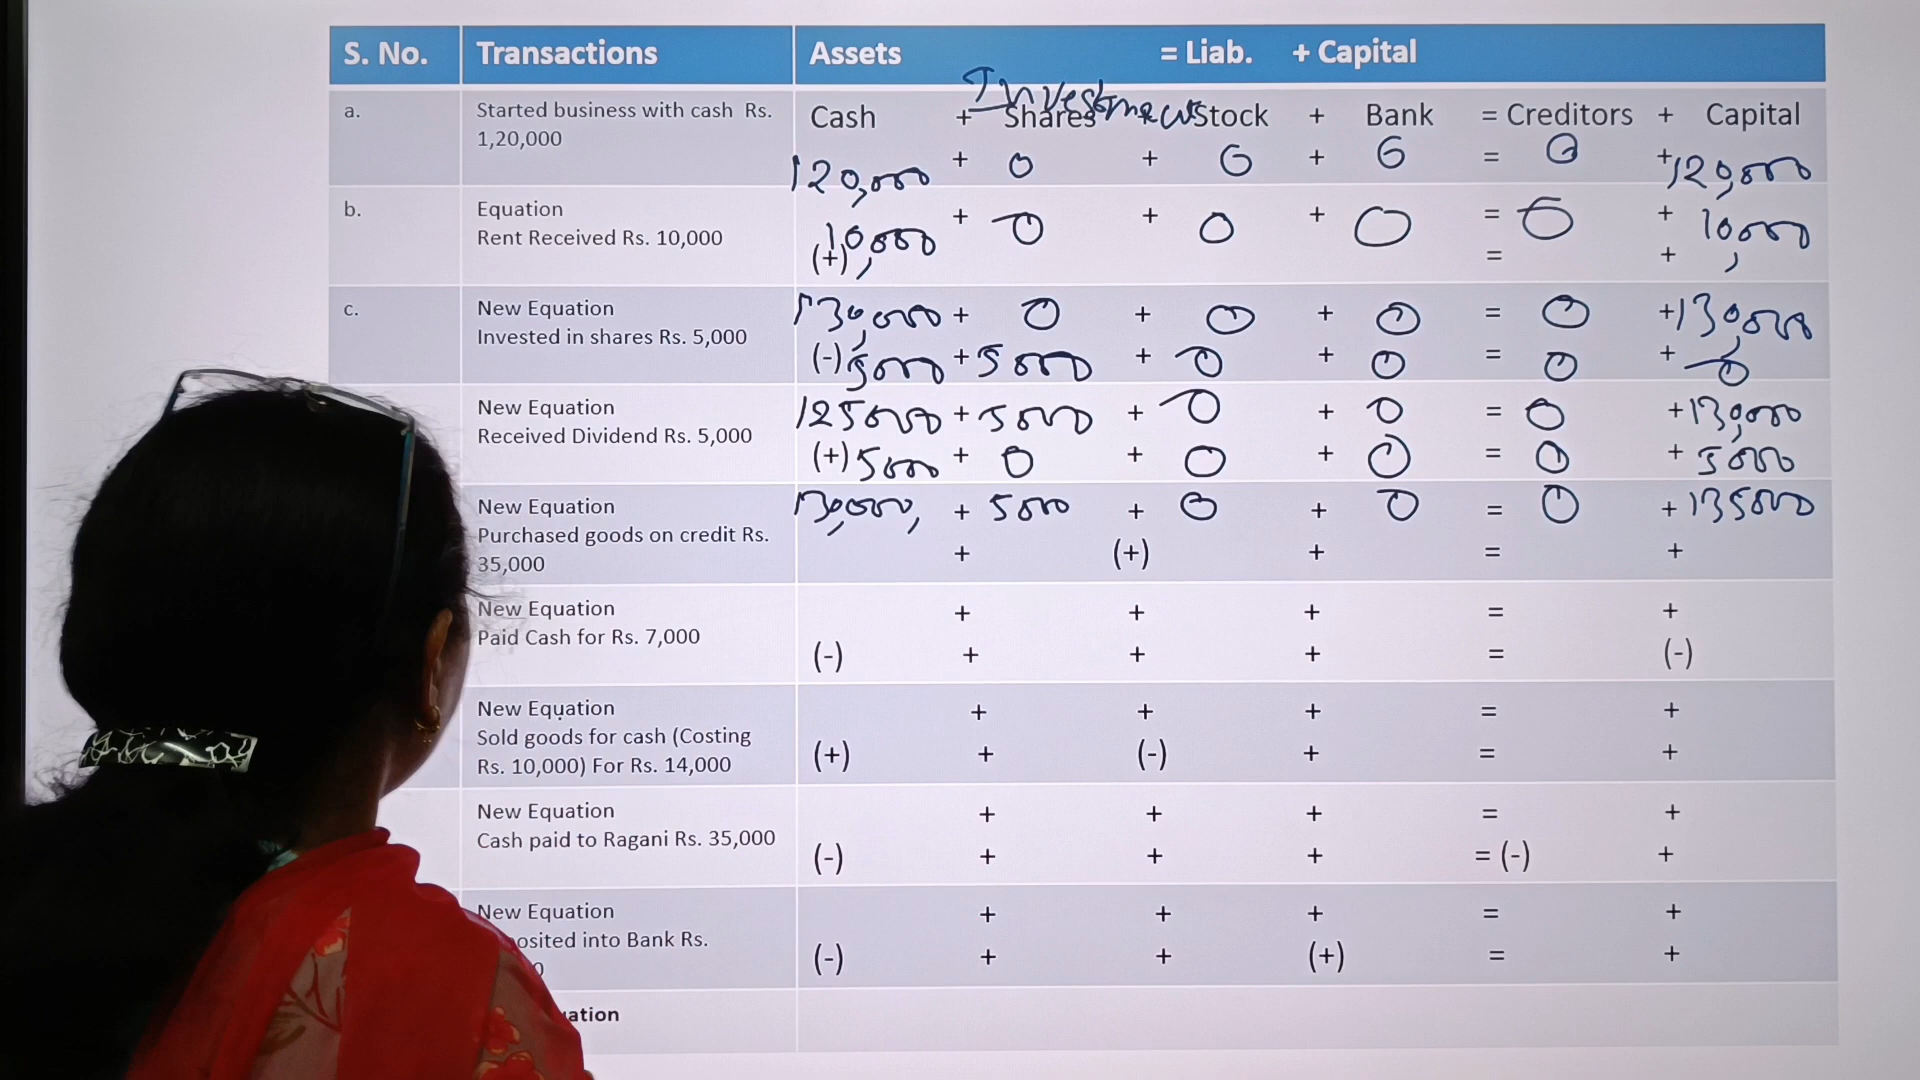 S. No. Transactions Assets = Liab. + Capital
Investment
a. Started business with cash Rs. Cash + Shares Stock + Bank = Creditors + Capital
1,20,000
120,000 + 0 + 0 + 0 = 0 + 120,000
b. Equation + + + = +
Rent Received Rs. 10,000 10,000 0 0 0 0 10,000
(+) = +
c. New Equation 130,000 + 0 + 0 + 0 = 0 + 130,000
Invested in shares Rs. 5,000
(-) 5000 + 5000 + 0 + 0 = 0 + 0
New Equation 125000 + 5000 + 0 + 0 = 0 + 130,000
Received Dividend Rs. 5,000
(+) 5000 + 0 + 0 + 0 = 0 + 5000
New Equation 130,000, + 5000 + 0 + 0 = 0 + 135000
Purchased goods on credit Rs.
35,000 + (+) + = +
New Equation + + + = +
Paid Cash for Rs. 7,000 (-) + + + = (-)
New Equation + + + = +
Sold goods for cash (Costing (+) + (-) + = +
Rs. 10,000) For Rs. 14,000
New Equation + + + = +
Cash paid to Ragani Rs. 35,000 (-) + + + = (-) +
New Equation + + + = +
into Bank Rs. (-) + + (+) = +